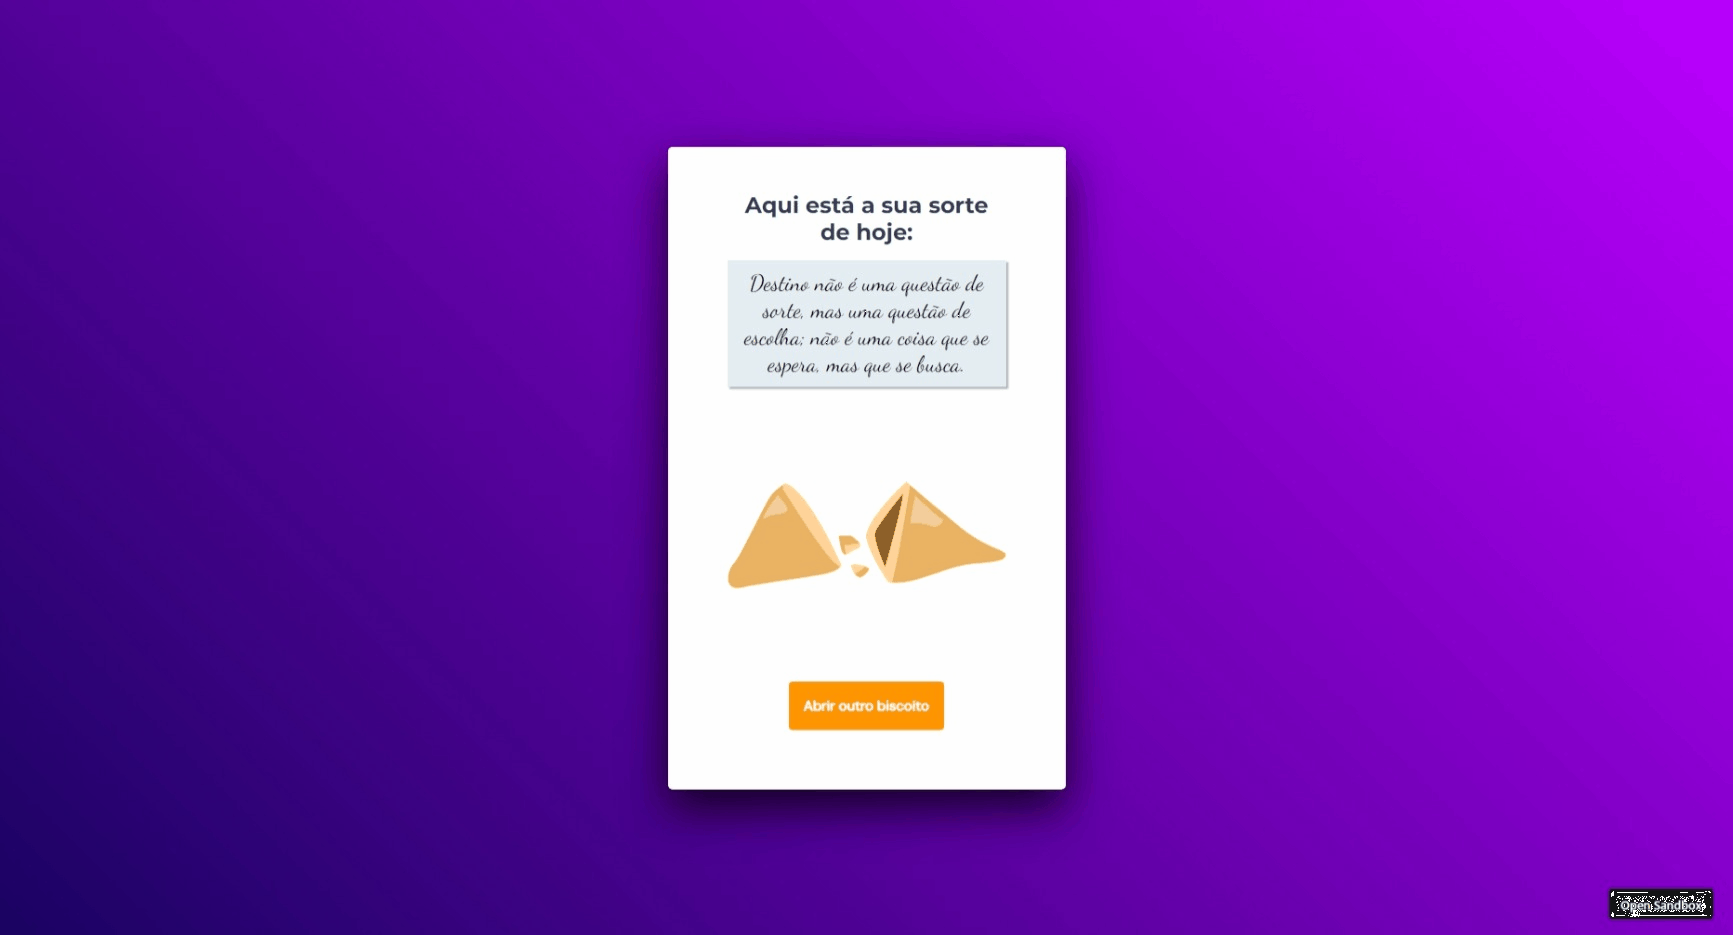 Aqui está a sua sorte
de hoje:
Destino não é uma questão de
sorte, mas uma questão de
escolha; não é uma coisa que se
espera, mas que se busca.
Abrir outro biscoito
Open Sandbox